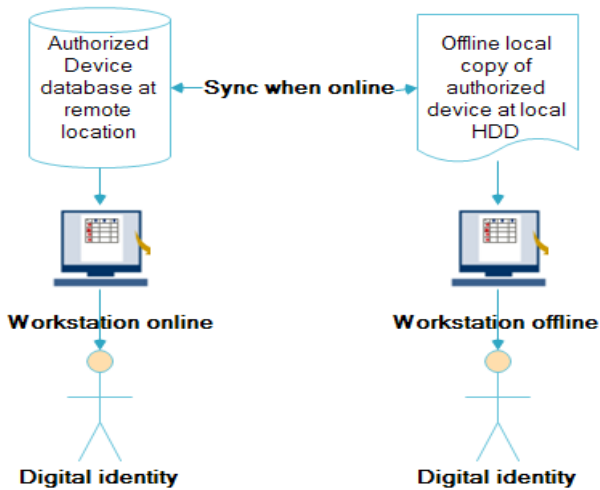 Authorized
Device
database at
remote
location
Sync when online
Offline local
copy of
authorized
device at local
HDD
Workstation online
Workstation offline
Digital identity
Digital identity